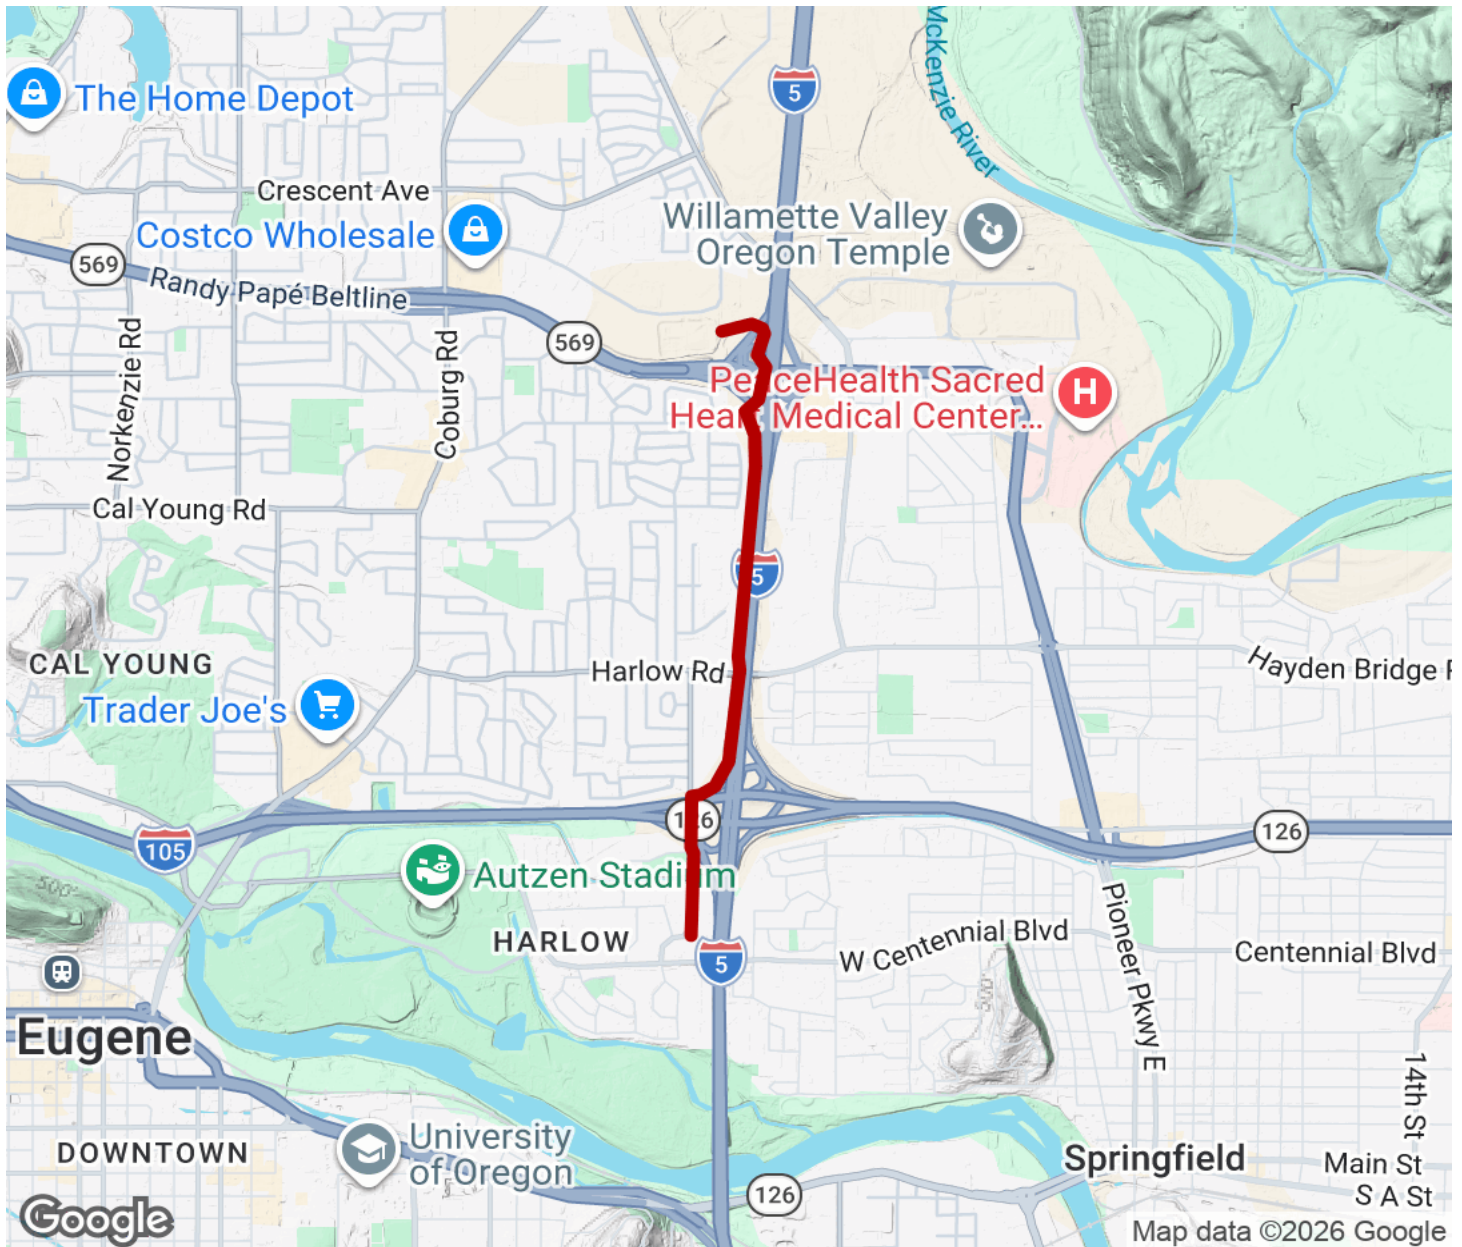 5
McKenzie River
The Home Depot
Crescent Ave
Costco Wholesale
Willamette Valley
Oregon Temple
569
Randy Papé Beltline
569
Norkenzie Rd
Coburg Rd
PeaceHealth Sacred
Heart Medical Center...
H
Cal Young Rd
5
CAL YOUNG
Harlow Rd
Hayden Bridge R
Trader Joe's
126
126
105
Autzen Stadium
500'
HARLOW
W Centennial Blvd
Centennial Blvd
5
500'
Pioneer Pkwy E
Eugene
14th St
DOWNTOWN
University
of Oregon
Springfield
Main St
S A St
126
Google
Map data ©2026 Google